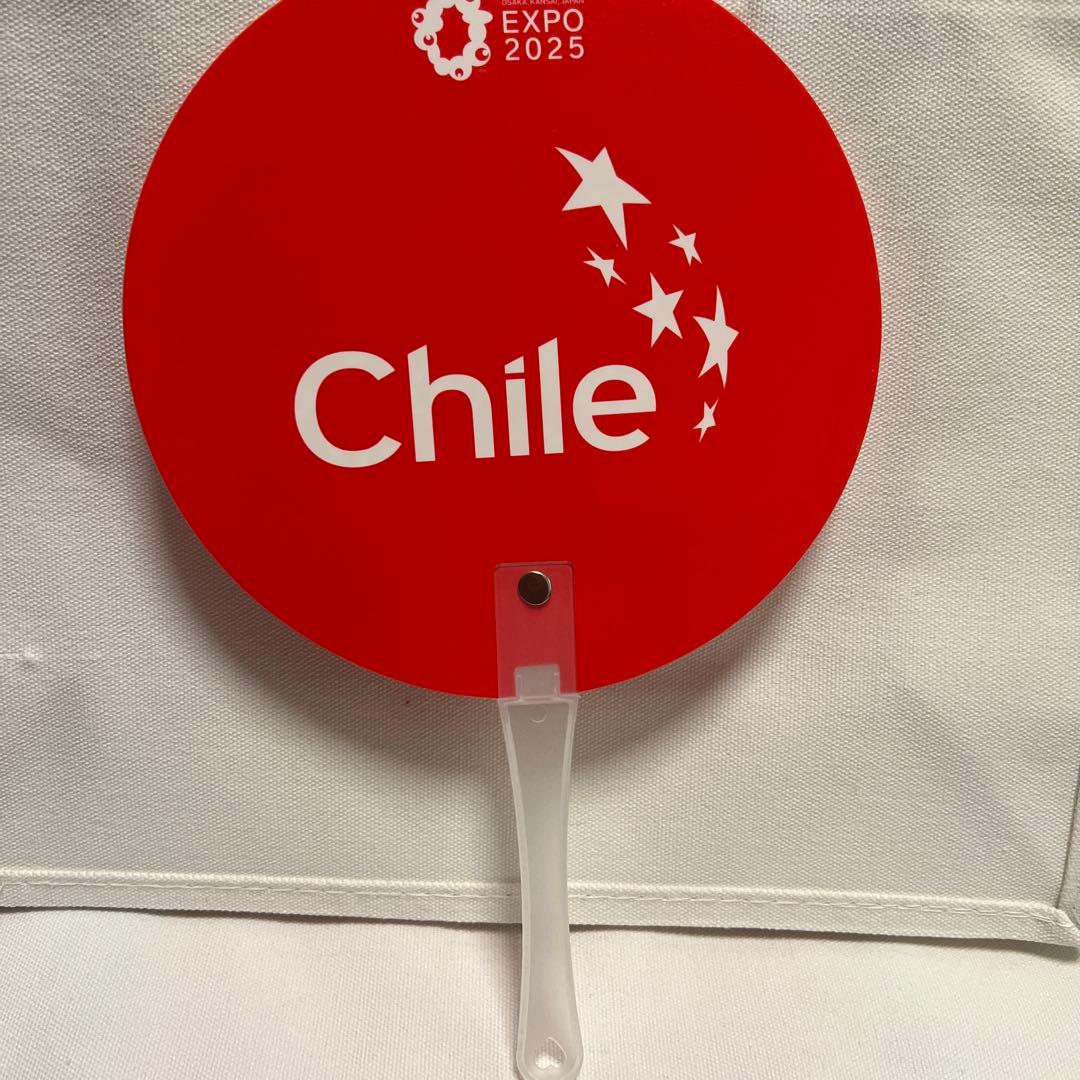 OSAKA, KANSAI, JAPAN
EXPO
2025
Chile